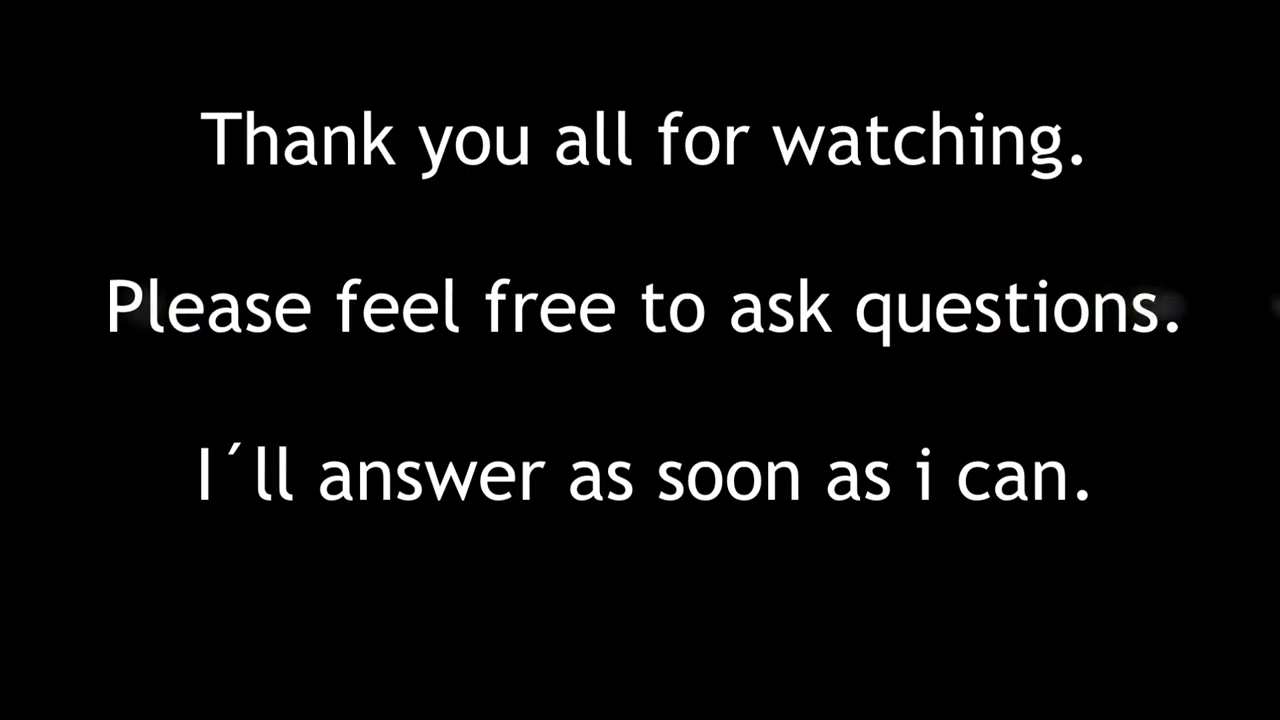 Thank you all for watching.
Please feel free to ask questions.
I´ll answer as soon as i can.